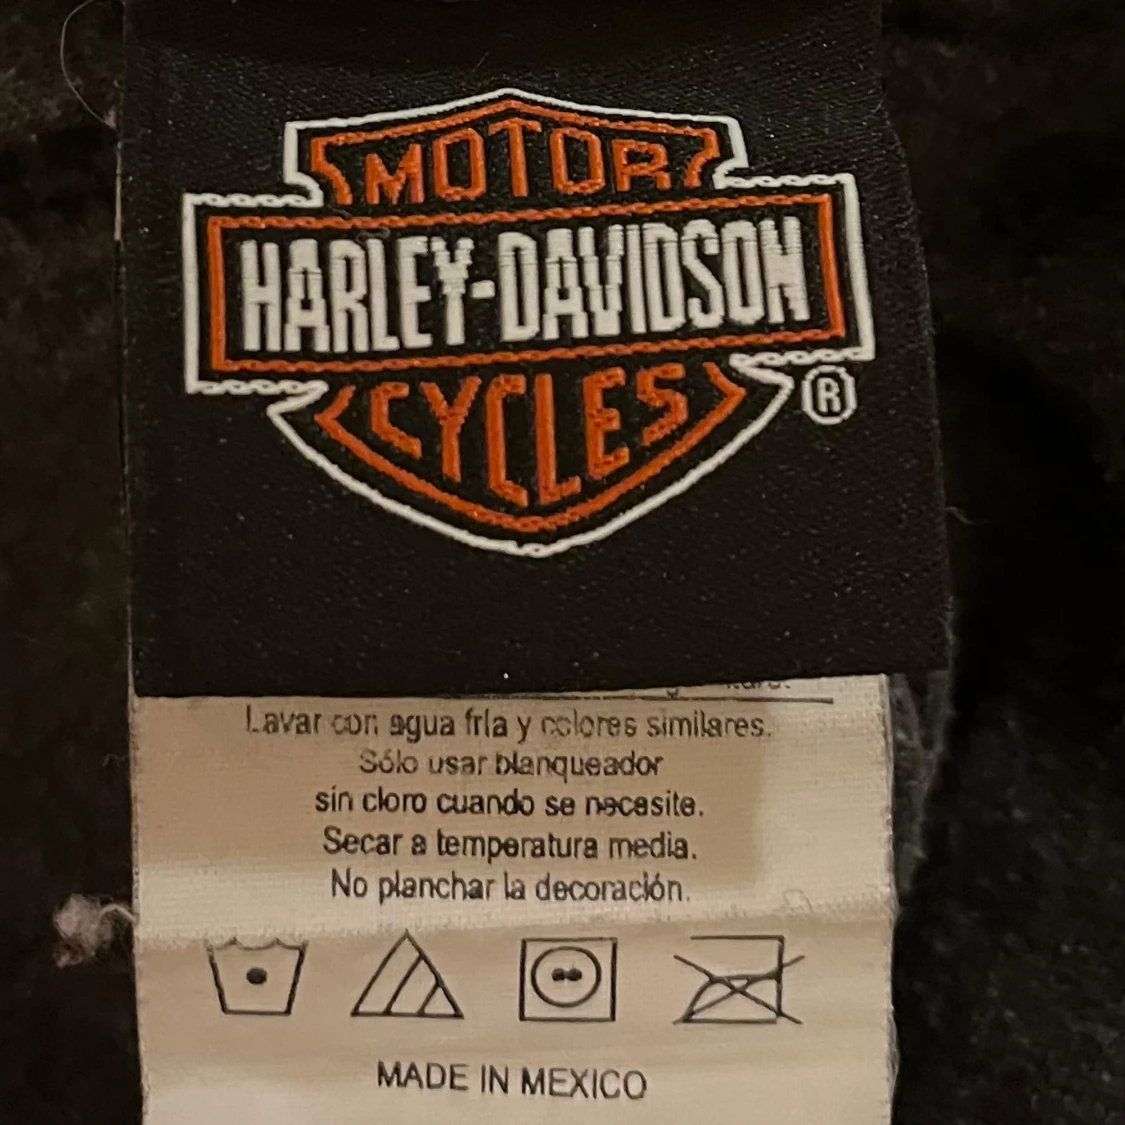 MOTOR
HARLEY-DAVIDSON
CYCLES
®
Lavar con agua fría y colores similares.
Sólo usar blanqueador
sin cloro cuando se necesite.
Secar a temperatura media.
No planchar la decoración.
MADE IN MEXICO